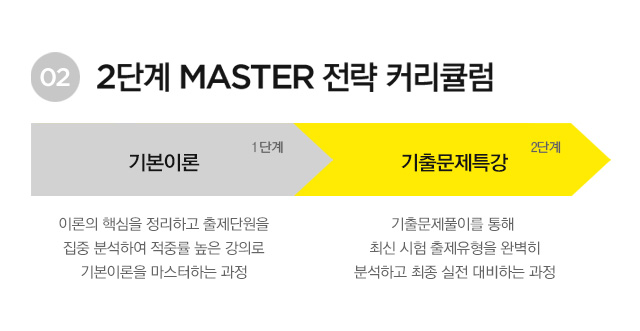 02 2단계 MASTER 전략 커리큘럼
기본이론 1단계
기출문제특강 2단계
이론의 핵심을 정리하고 출제단원을
집중 분석하여 적중률 높은 강의로
기본이론을 마스터하는 과정
기출문제풀이를 통해
최신 시험 출제유형을 완벽히
분석하고 최종 실전 대비하는 과정